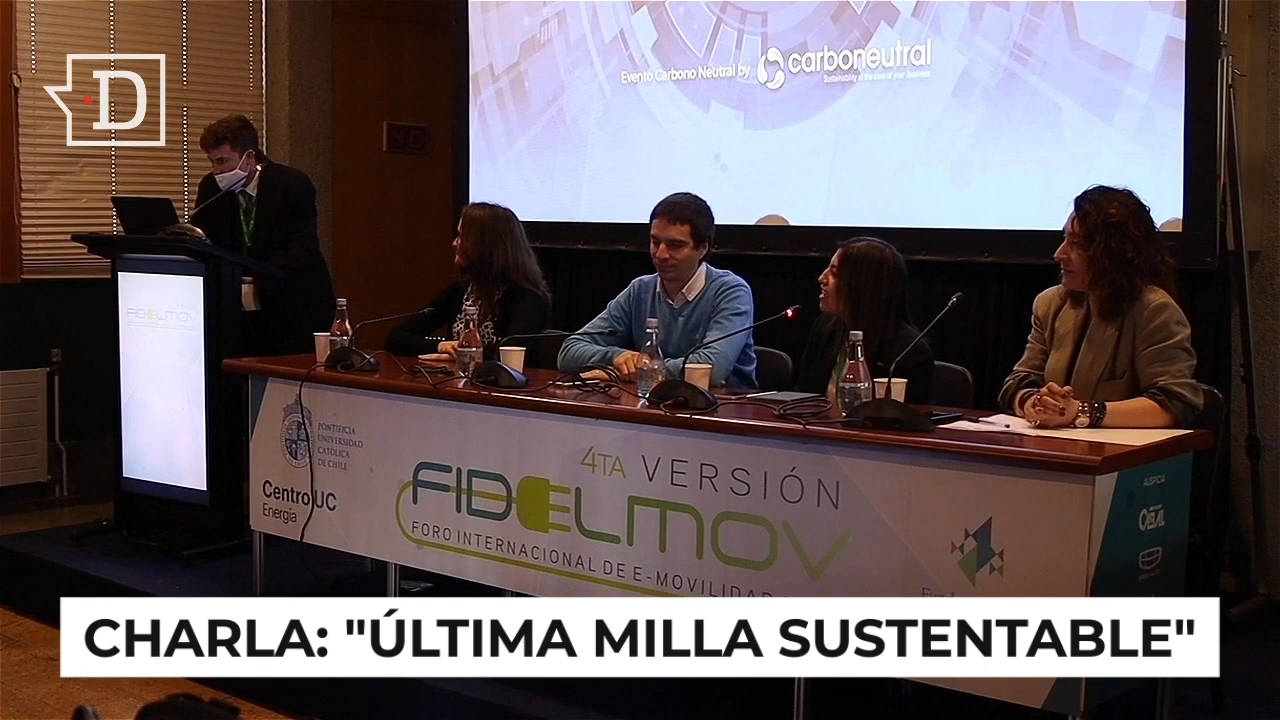 D
Evento Carbono Neutral by carboneutral
Sustainability at the core of your Business
FIDELMOV
PONTIFICIA
UNIVERSIDAD
CATÓLICA
DE CHILE
Centro UC
Energía
4TA VERSIÓN
FIDELMOV
FORO INTERNACIONAL DE E-MOVILIDAD
AUSPICIA
CHARLA: "ÚLTIMA MILLA SUSTENTABLE"